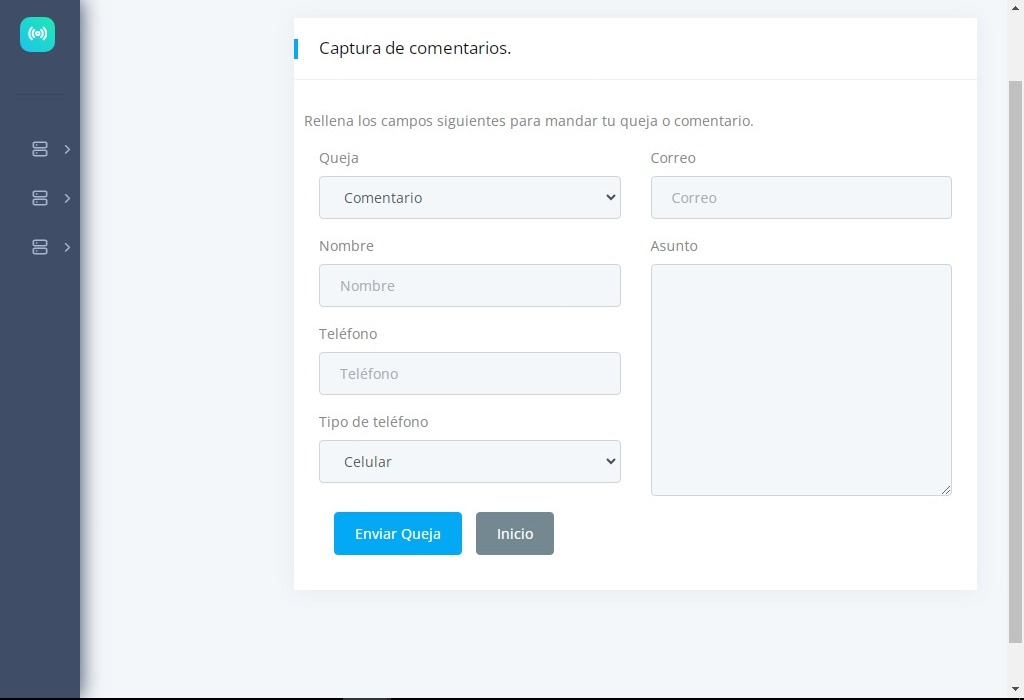 Captura de comentarios.
Rellena los campos siguientes para mandar tu queja o comentario.
Queja
Comentario
Correo
Correo
Nombre
Nombre
Asunto
Teléfono
Teléfono
Tipo de teléfono
Celular
Enviar Queja
Inicio